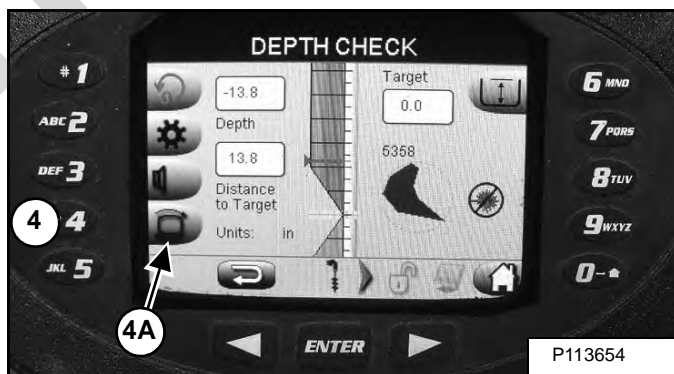 DEPTH CHECK
# 1
ABC 2
DEF 3
4
4
JKL 5
6 MNO
7 PQRS
8 TUV
9 WXYZ
0-
-13.8
Depth
13.8
Distance
to Target
Units: in
Target
0.0
5358
4A
ENTER
P113654